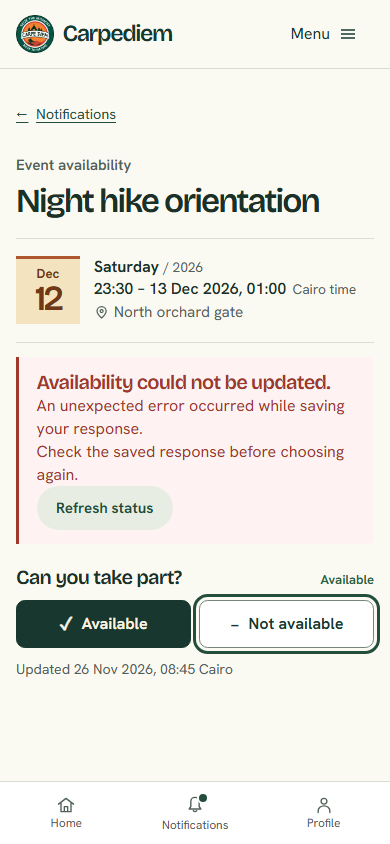 Carpediem
Menu
← Notifications
Event availability
Night hike orientation
Dec
12
Saturday / 2026
23:30 – 13 Dec 2026, 01:00 Cairo time
North orchard gate
Availability could not be updated.
An unexpected error occurred while saving
your response.
Check the saved response before choosing
again.
Refresh status
Can you take part?
Available
✓ Available
– Not available
Updated 26 Nov 2026, 08:45 Cairo
Home
Notifications
Profile